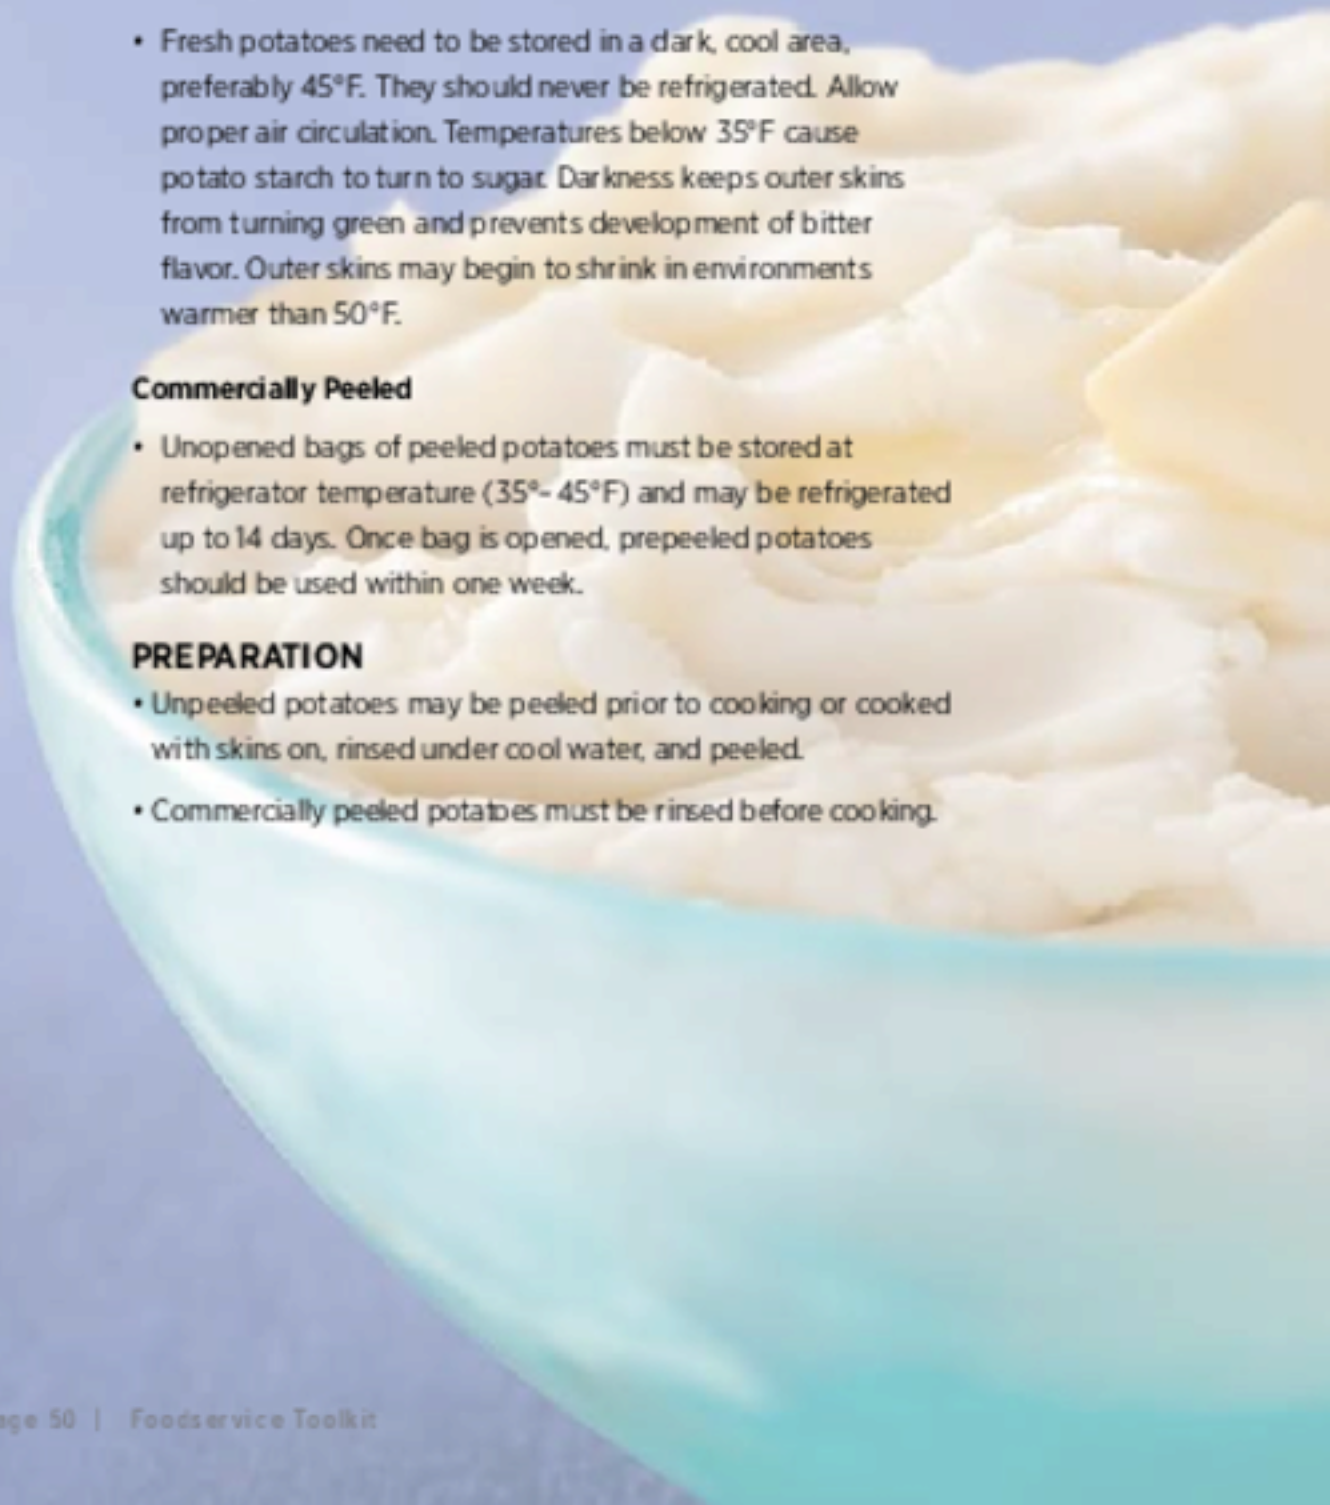 • Fresh potatoes need to be stored in a dark, cool area,
preferably 45°F. They should never be refrigerated. Allow
proper air circulation. Temperatures below 35°F cause
potato starch to turn to sugar. Darkness keeps outer skins
from turning green and prevents development of bitter
flavor. Outer skins may begin to shrink in environments
warmer than 50°F.
Commercially Peeled
• Unopened bags of peeled potatoes must be stored at
refrigerator temperature (35°– 45°F) and may be refrigerated
up to 14 days. Once bag is opened, prepeeled potatoes
should be used within one week.
PREPARATION
• Unpeeled potatoes may be peeled prior to cooking or cooked
with skins on, rinsed under cool water, and peeled.
• Commercially peeled potatoes must be rinsed before cooking.
age 50 | Foodservice Toolkit